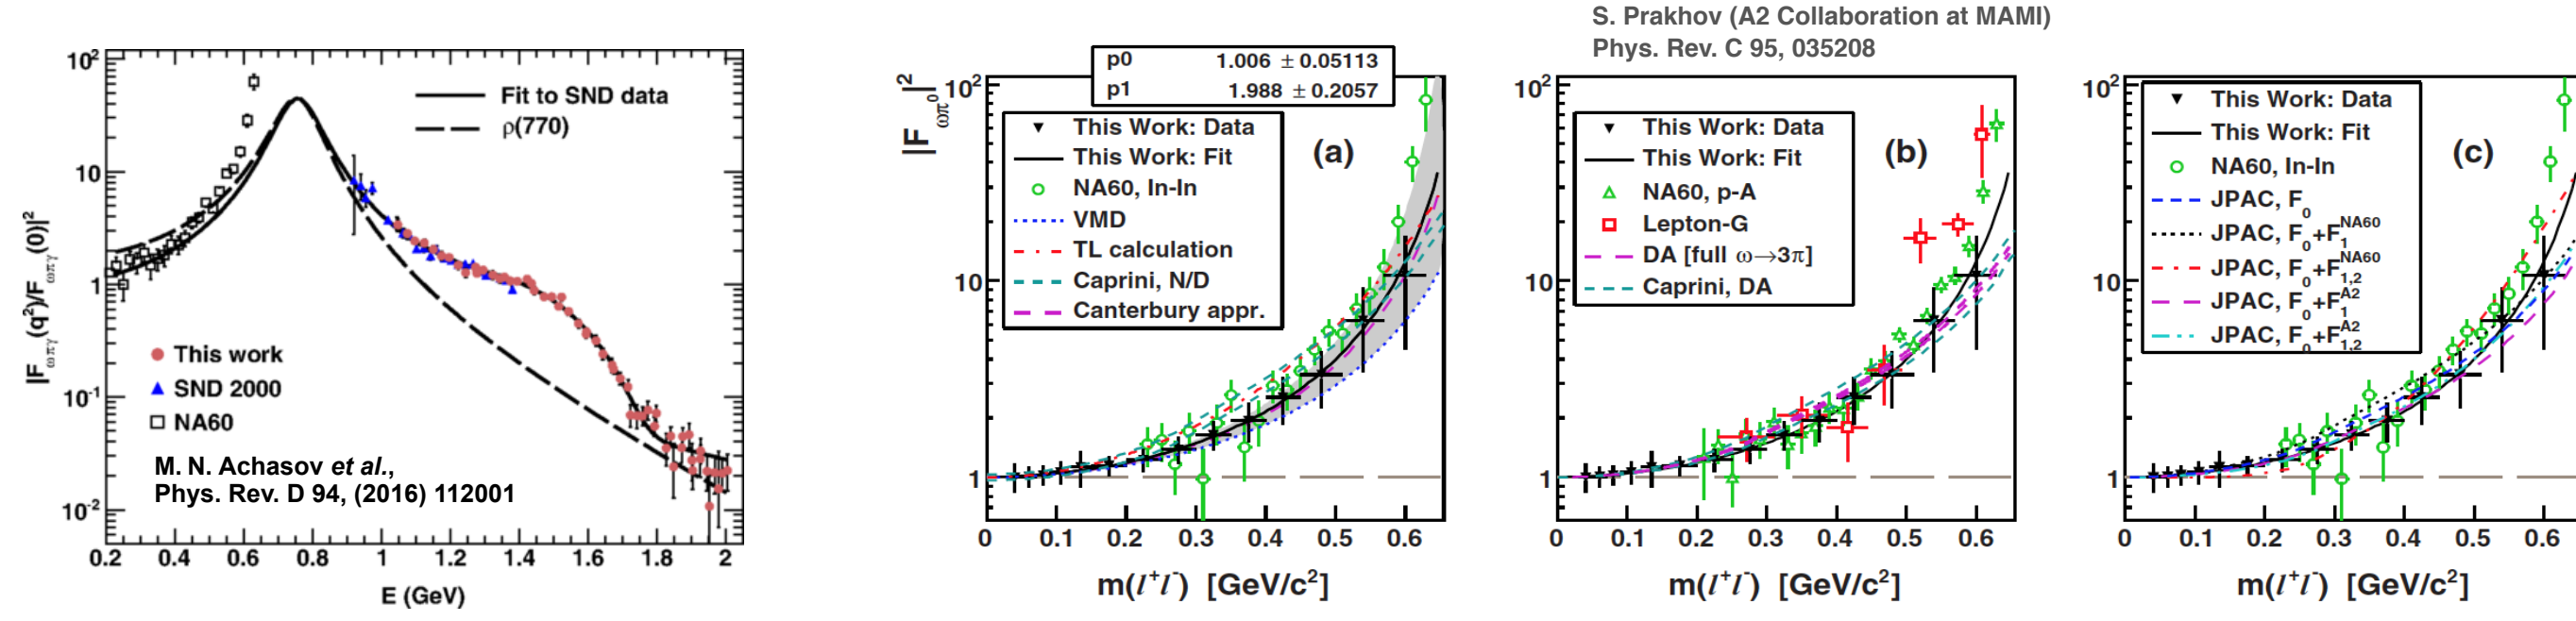 S. Prakhov (A2 Collaboration at MAMI)
Phys. Rev. C 95, 035208
|F_ωπγ(q²)/F_ωπγ(0)|²
10²
10
1
10⁻¹
10⁻²
Fit to SND data
ρ(770)
This work
SND 2000
NA60
M. N. Achasov et al.,
Phys. Rev. D 94, (2016) 112001
0.2 0.4 0.6 0.8 1 1.2 1.4 1.6 1.8 2
E (GeV)
|F_ωπ⁰|²
p0 1.006 ± 0.05113
p1 1.988 ± 0.2057
10²
10
1
This Work: Data
This Work: Fit
NA60, In-In
VMD
TL calculation
Caprini, N/D
Canterbury appr.
(a)
0 0.1 0.2 0.3 0.4 0.5 0.6
m(l⁺l⁻) [GeV/c²]
10²
10
1
This Work: Data
This Work: Fit
NA60, p-A
Lepton-G
DA [full ω→3π]
Caprini, DA
(b)
0 0.1 0.2 0.3 0.4 0.5 0.6
m(l⁺l⁻) [GeV/c²]
10²
10
1
This Work: Data
This Work: Fit
NA60, In-In
JPAC, F₀
JPAC, F₀+F₁^NA60
JPAC, F₀+F₁,₂^NA60
JPAC, F₀+F₁^A2
JPAC, F₀+F₁,₂^A2
(c)
0 0.1 0.2 0.3 0.4 0.5 0.6
m(l⁺l⁻) [GeV/c²]